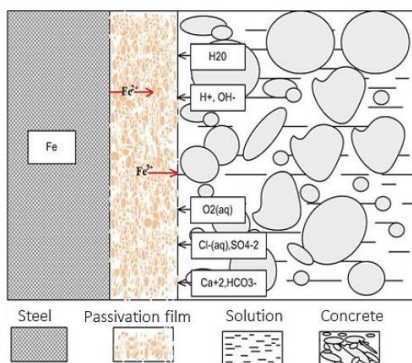 H20
Fe2+
H+, OH-
Fe
Fe3+
O2(aq)
Cl-(aq),SO4-2
Ca+2,HCO3-
Steel Passivation film Solution Concrete